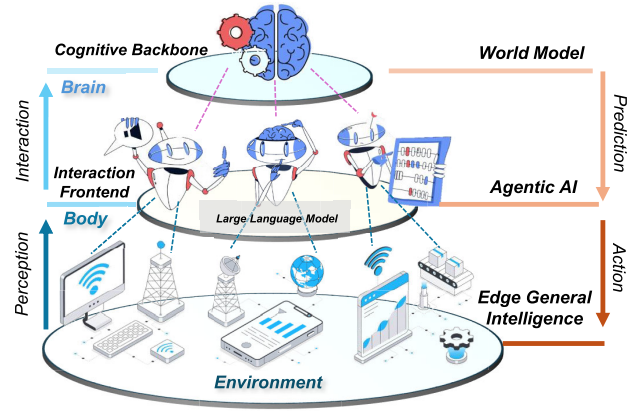 Cognitive Backbone
World Model
Brain
Interaction
Prediction
Interaction
Frontend
Agentic AI
Large Language Model
Body
Perception
Action
Edge General
Intelligence
Environment